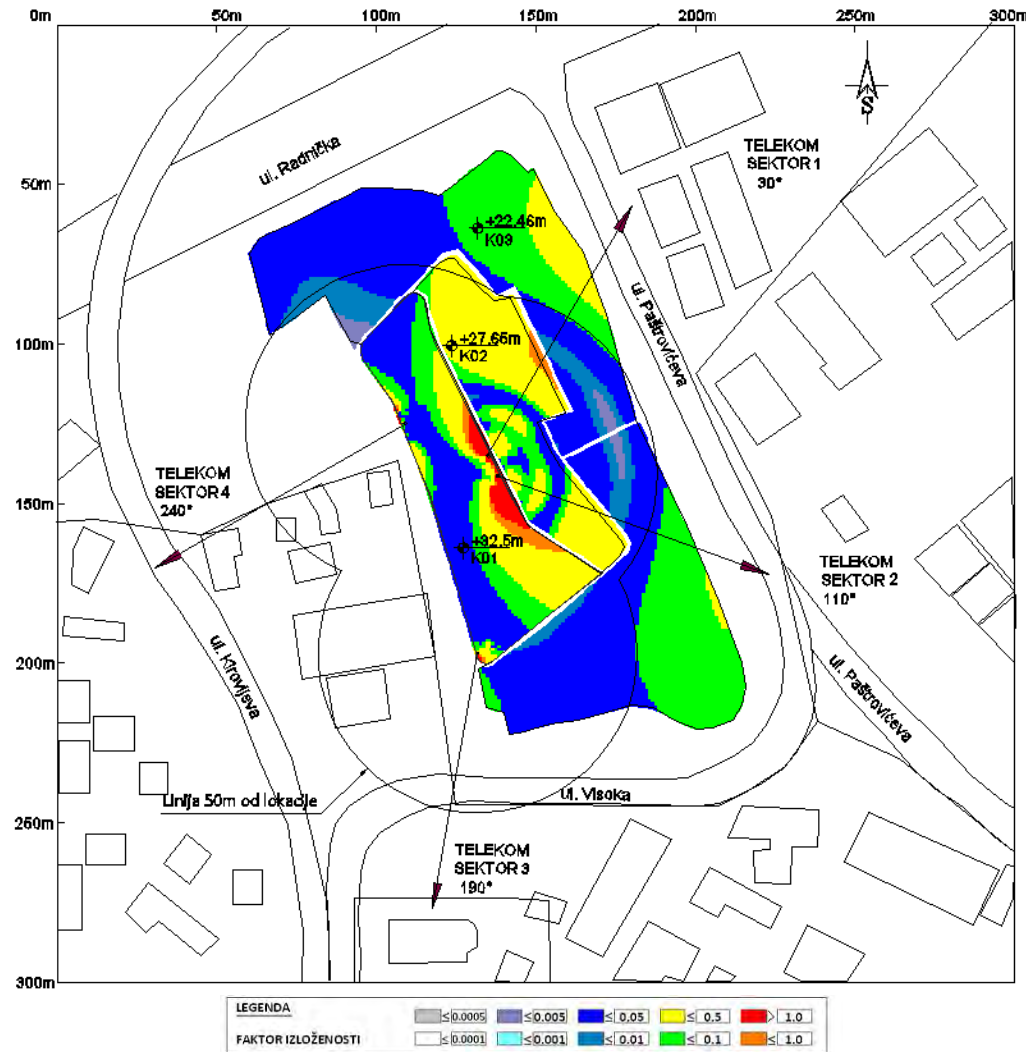 0m 50m 100m 150m 200m 250m 300m
50m
100m
150m
200m
250m
300m
S
ul. Radnička
TELEKOM
SEKTOR 1
30°
+22.46m
K03
ul. Paštrovićeva
+27.65m
K02
TELEKOM
SEKTOR 4
240°
+32.5m
K01
TELEKOM
SEKTOR 2
110°
ul. Kirovljeva
ul. Paštrovićeva
Linija 50m od lokacije
ul. Visoka
TELEKOM
SEKTOR 3
190°
LEGENDA
≤ 0.0005 ≤ 0.005 ≤ 0.05 ≤ 0.5 > 1.0
FAKTOR IZLOŽENOSTI
≤ 0.0001 ≤ 0.001 ≤ 0.01 ≤ 0.1 ≤ 1.0